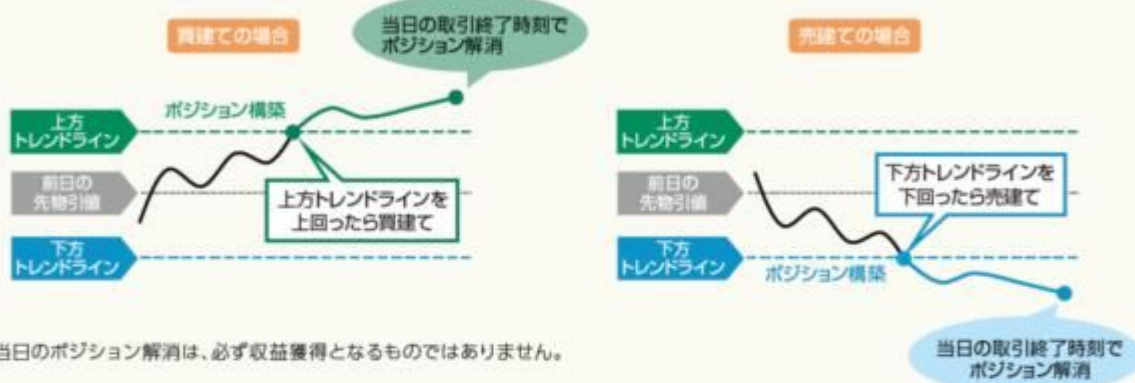 買建ての場合
当日の取引終了時刻で
ポジション解消
上方
トレンドライン
ポジション構築
前日の
先物引値
上方トレンドラインを
上回ったら買建て
下方
トレンドライン
売建ての場合
上方
トレンドライン
前日の
先物引値
下方トレンドラインを
下回ったら売建て
下方
トレンドライン
ポジション構築
当日の取引終了時刻で
ポジション解消
当日のポジション解消は、必ず収益獲得となるものではありません。